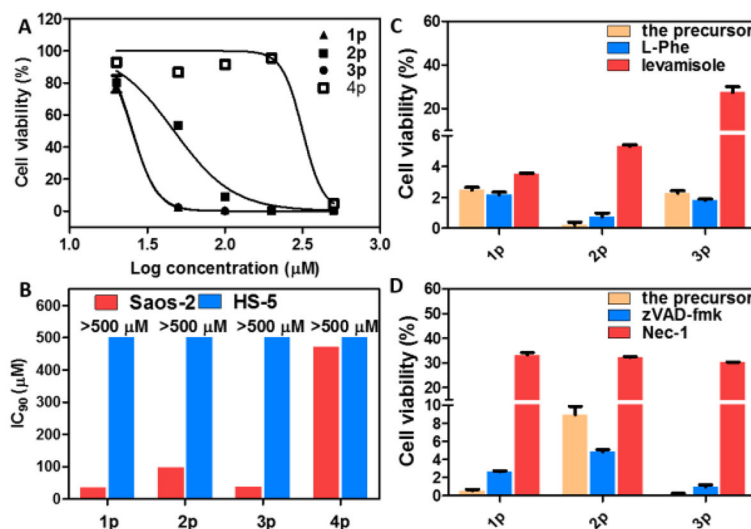 A
120
100
80
60
40
20
0
Cell viability (%)
1p
2p
3p
4p
1.0 1.5 2.0 2.5 3.0
Log concentration (μM)
B
Saos-2 HS-5
600
500
400
300
200
100
0
IC90 (μM)
>500 μM >500 μM >500 μM >500 μM
1p 2p 3p 4p
C
the precursor
L-Phe
levamisole
60
40
20
6
4
2
0
Cell viability (%)
1p 2p 3p
D
the precursor
zVAD-fmk
Nec-1
60
50
40
30
20
10
8
6
4
2
0
Cell viability (%)
1p 2p 3p